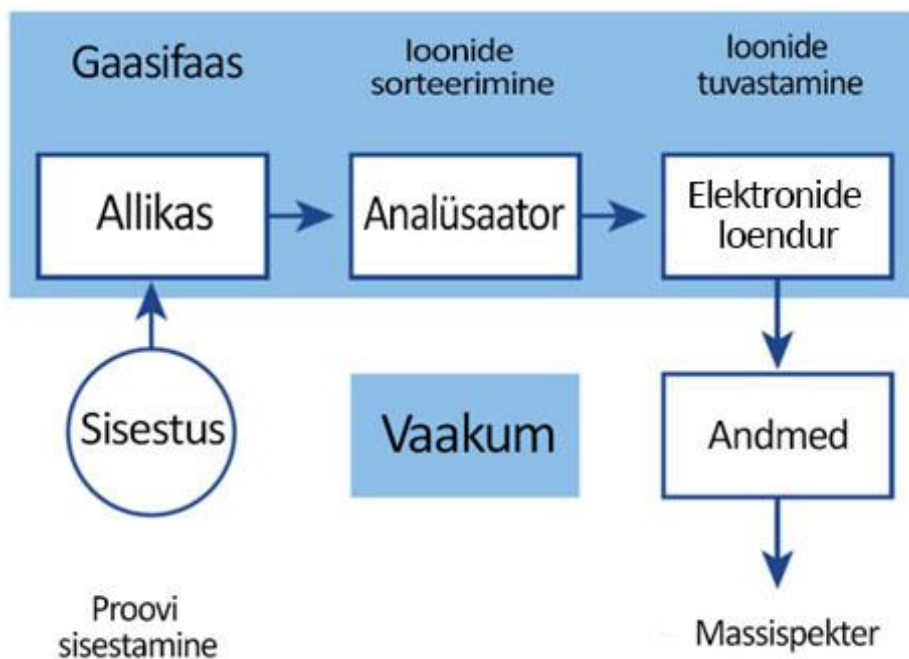 Gaasifaas
Ioonide
sorteerimine
Ioonide
tuvastamine
Allikas
Analüsaator
Elektronide
loendur
Sisestus
Vaakum
Andmed
Proovi
sisestamine
Massispekter